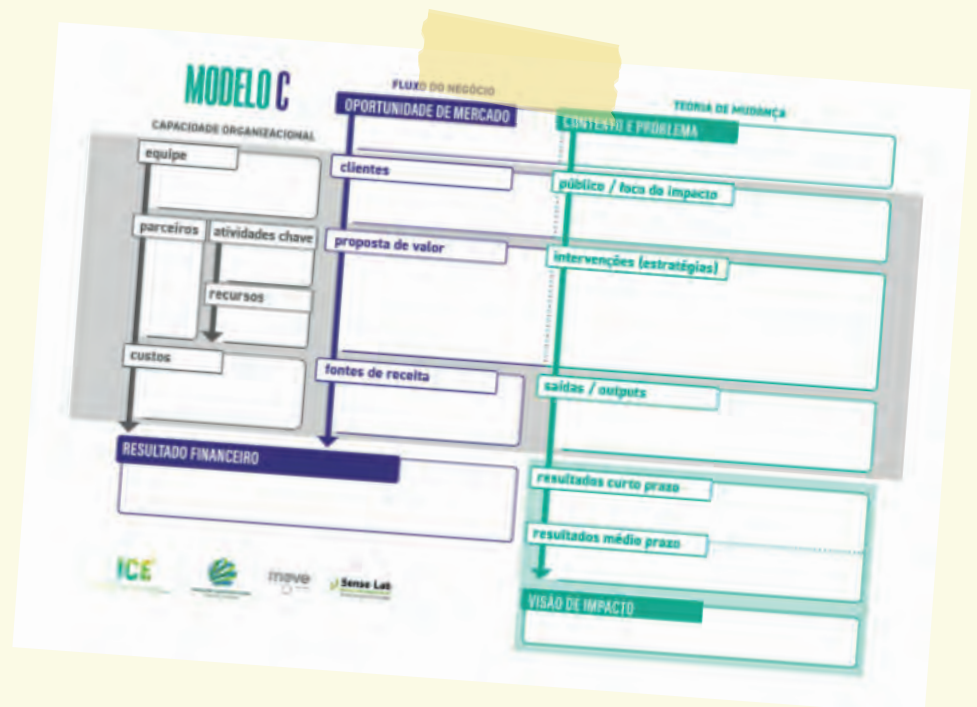 MODELO C
CAPACIDADE ORGANIZACIONAL
equipe
parceiros
atividades chave
recursos
custos
FLUXO DO NEGÓCIO
OPORTUNIDADE DE MERCADO
clientes
proposta de valor
fontes de receita
RESULTADO FINANCEIRO
TEORIA DE MUDANÇA
CONTEXTO E PROBLEMA
público / foco do impacto
intervenções (estratégias)
saídas / outputs
resultados curto prazo
resultados médio prazo
VISÃO DE IMPACTO
ICE
move
Sense Lab